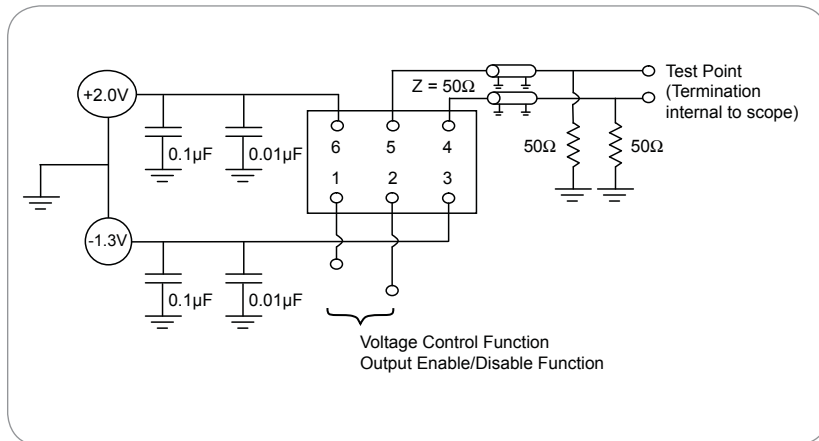 +2.0V
Z = 50Ω
Test Point
(Termination
internal to scope)
0.1µF
0.01µF
6 5 4
50Ω
50Ω
1 2 3
-1.3V
0.1µF
0.01µF
Voltage Control Function
Output Enable/Disable Function